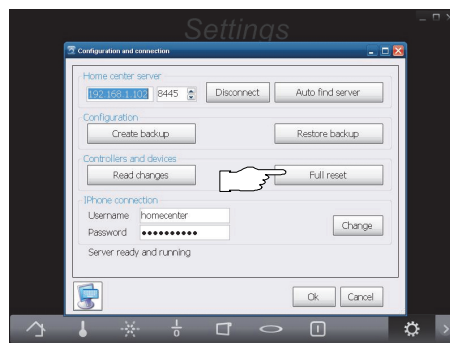 Settings
Configuration and connection
Home center server
192.168.1.102 8445 Disconnect Auto find server
Configuration
Create backup Restore backup
Controllers and devices
Read changes Full reset
IPhone connection
Username homecenter
Password ●●●●●●●●●●
Change
Server ready and running
Ok Cancel